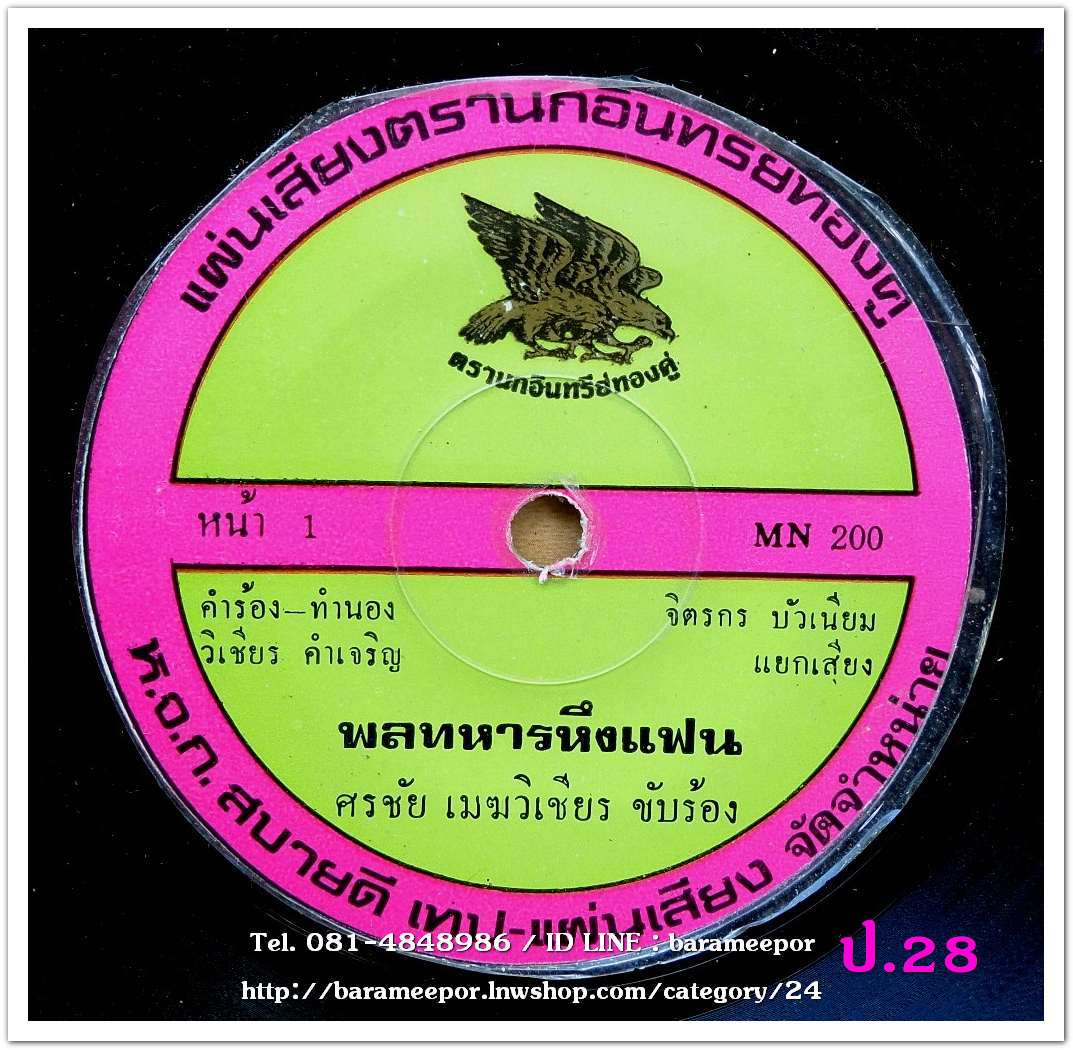 แผ่นเสียงตรานกอินทรีย์ทองคู่
ตรานกอินทรีย์ทองคู่
หน้า 1
MN 200
คำร้อง–ทำนอง
วิเชียร คำเจริญ
จิตรกร บัวเนียม
แยกเสียง
พลทหารหึงแฟน
ศรชัย เมฆวิเชียร ขับร้อง
ห.จ.ก. สบายดี เทป-แผ่นเสียง จัดจำหน่าย
Tel. 081-4848986 / ID LINE : barameepor
ป.28
http://barameepor.lnwshop.com/category/24